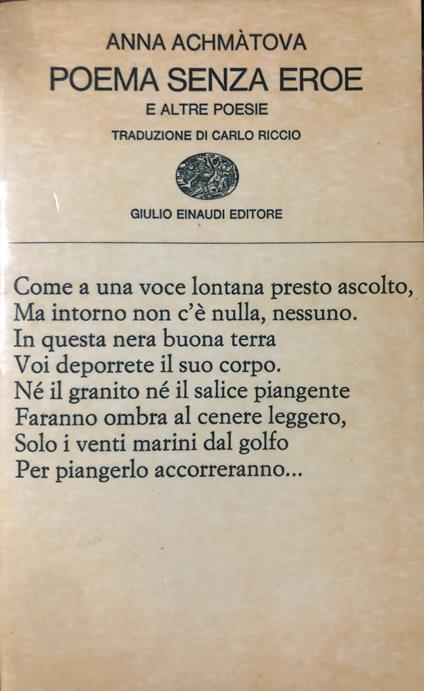 ANNA ACHMÀTOVA
POEMA SENZA EROE
E ALTRE POESIE
TRADUZIONE DI CARLO RICCIO
GIULIO EINAUDI EDITORE
Come a una voce lontana presto ascolto,
Ma intorno non c'è nulla, nessuno.
In questa nera buona terra
Voi deporrete il suo corpo.
Né il granito né il salice piangente
Faranno ombra al cenere leggero,
Solo i venti marini dal golfo
Per piangerlo accorreranno...